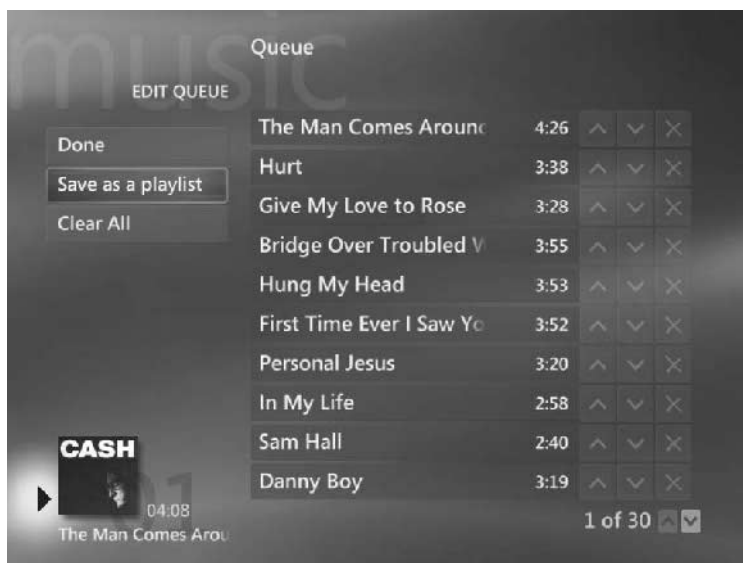 music
Queue
EDIT QUEUE
Done
Save as a playlist
Clear All
The Man Comes Aroun 4:26
Hurt 3:38
Give My Love to Rose 3:28
Bridge Over Troubled 3:55
Hung My Head 3:53
First Time Ever I Saw Yo 3:52
Personal Jesus 3:20
In My Life 2:58
Sam Hall 2:40
Danny Boy 3:19
1 of 30
CASH
01
04:08
The Man Comes Arou